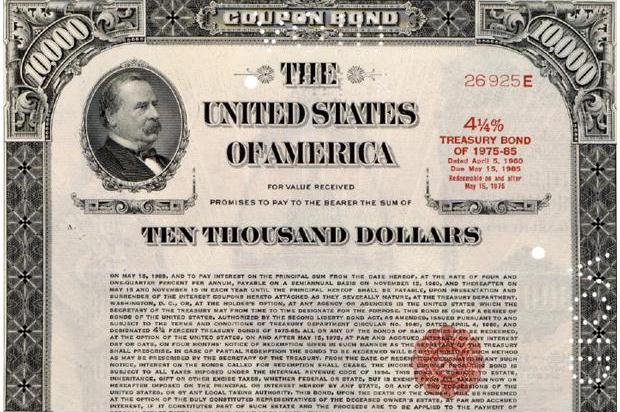 COUPON BOND
10,000
10,000
THE
UNITED STATES
OF AMERICA
26925E
4¼%
TREASURY BOND
OF 1975-85
Dated April 5, 1960
Due May 15, 1985
Redeemable on and after
May 15, 1975
FOR VALUE RECEIVED
PROMISES TO PAY TO THE BEARER THE SUM OF
A.
TEN THOUSAND DOLLARS
ON MAY 15, 1985, AND TO PAY INTEREST ON THE PRINCIPAL SUM FROM THE DATE HEREOF, AT THE RATE OF FOUR AND
ONE-QUARTER PERCENT PER ANNUM, PAYABLE ON A SEMIANNUAL BASIS ON NOVEMBER 15, 1960, AND THEREAFTER ON
MAY 15 AND NOVEMBER 15 IN EACH YEAR UNTIL THE PRINCIPAL HEREOF SHALL BE PAYABLE, UPON PRESENTATION AND
SURRENDER OF THE INTEREST COUPONS HERETO ATTACHED AS THEY SEVERALLY MATURE, AT THE TREASURY DEPARTMENT,
WASHINGTON, D. C., OR, AT THE HOLDER'S OPTION, AT ANY AGENCY OR AGENCIES IN THE UNITED STATES WHICH THE
SECRETARY OF THE TREASURY MAY FROM TIME TO TIME DESIGNATE FOR THE PURPOSE. THIS BOND IS ONE OF A SERIES OF
BONDS OF THE UNITED STATES, AUTHORIZED BY THE SECOND LIBERTY BOND ACT, AS AMENDED, ISSUED PURSUANT TO AND
SUBJECT TO THE TERMS AND CONDITIONS OF TREASURY DEPARTMENT CIRCULAR NO. 1040, DATED APRIL 4, 1960, AND
DESIGNATED 4¼ PERCENT TREASURY BONDS OF 1975-85. ALL OR ANY OF THE BONDS OF SAID SERIES MAY BE REDEEMED,
AT THE OPTION OF THE UNITED STATES, ON AND AFTER MAY 15, 1975, AT PAR AND ACCRUED INTEREST, ON ANY INTEREST
DAY OR DAYS, ON FOUR MONTHS' NOTICE OF REDEMPTION GIVEN IN SUCH MANNER AS THE SECRETARY OF THE TREASURY
SHALL PRESCRIBE. IN CASE OF PARTIAL REDEMPTION THE BONDS TO BE REDEEMED WILL BE DETERMINED BY SUCH METHOD
AS MAY BE PRESCRIBED BY THE SECRETARY OF THE TREASURY. FROM THE DATE OF REDEMPTION DESIGNATED IN ANY SUCH
NOTICE, INTEREST ON THE BONDS CALLED FOR REDEMPTION SHALL CEASE. THE INCOME DERIVED FROM THIS BOND IS
SUBJECT TO ALL TAXES IMPOSED UNDER THE INTERNAL REVENUE CODE OF 1954. THIS BOND IS SUBJECT TO ESTATE,
INHERITANCE, GIFT OR OTHER EXCISE TAXES, WHETHER FEDERAL OR STATE, BUT IS EXEMPT FROM ALL TAXATION NOW OR
HEREAFTER IMPOSED ON THE PRINCIPAL OR INTEREST HEREOF BY ANY STATE, OR ANY OF THE POSSESSIONS OF THE
UNITED STATES, OR BY ANY LOCAL TAXING AUTHORITY. THIS BOND, UPON THE DEATH OF THE OWNER, WILL BE REDEEMED
AT THE OPTION OF THE DULY CONSTITUTED REPRESENTATIVES OF THE DECEASED OWNER'S ESTATE, AT PAR AND ACCRUED
INTEREST, IF IT CONSTITUTES PART OF SUCH ESTATE AND THE PROCEEDS ARE TO BE APPLIED TO THE PAYMENT OF